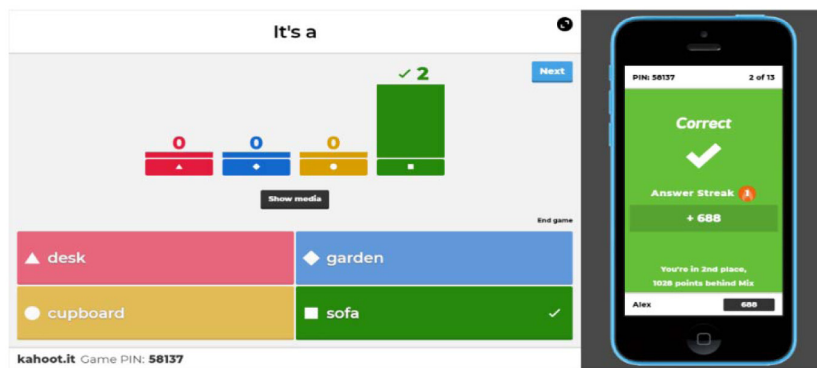 It's a
2
Next
0
0
0
Show media
End game
desk
garden
cupboard
sofa
kahoot.it Game PIN: 58137
PIN: 58137
2 of 13
Correct
Answer Streak 1
+ 688
You're in 2nd place,
1028 points behind Mix
Alex
688